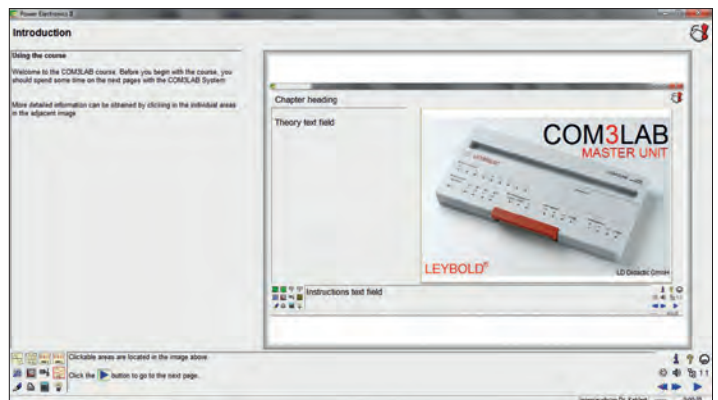 Power Electronics II
Introduction
Using the course
Welcome to the COM3LAB course. Before you begin with the course, you
should spend some time on the next pages with the COM3LAB System
More detailed information can be obtained by clicking in the individual areas
in the adjacent image
Chapter heading
Theory text field
COM3LAB
MASTER UNIT
LEYBOLD®
LD Didactic GmbH
Instructions text field
Clickable areas are located in the image above
Click the button to go to the next page.
1.1